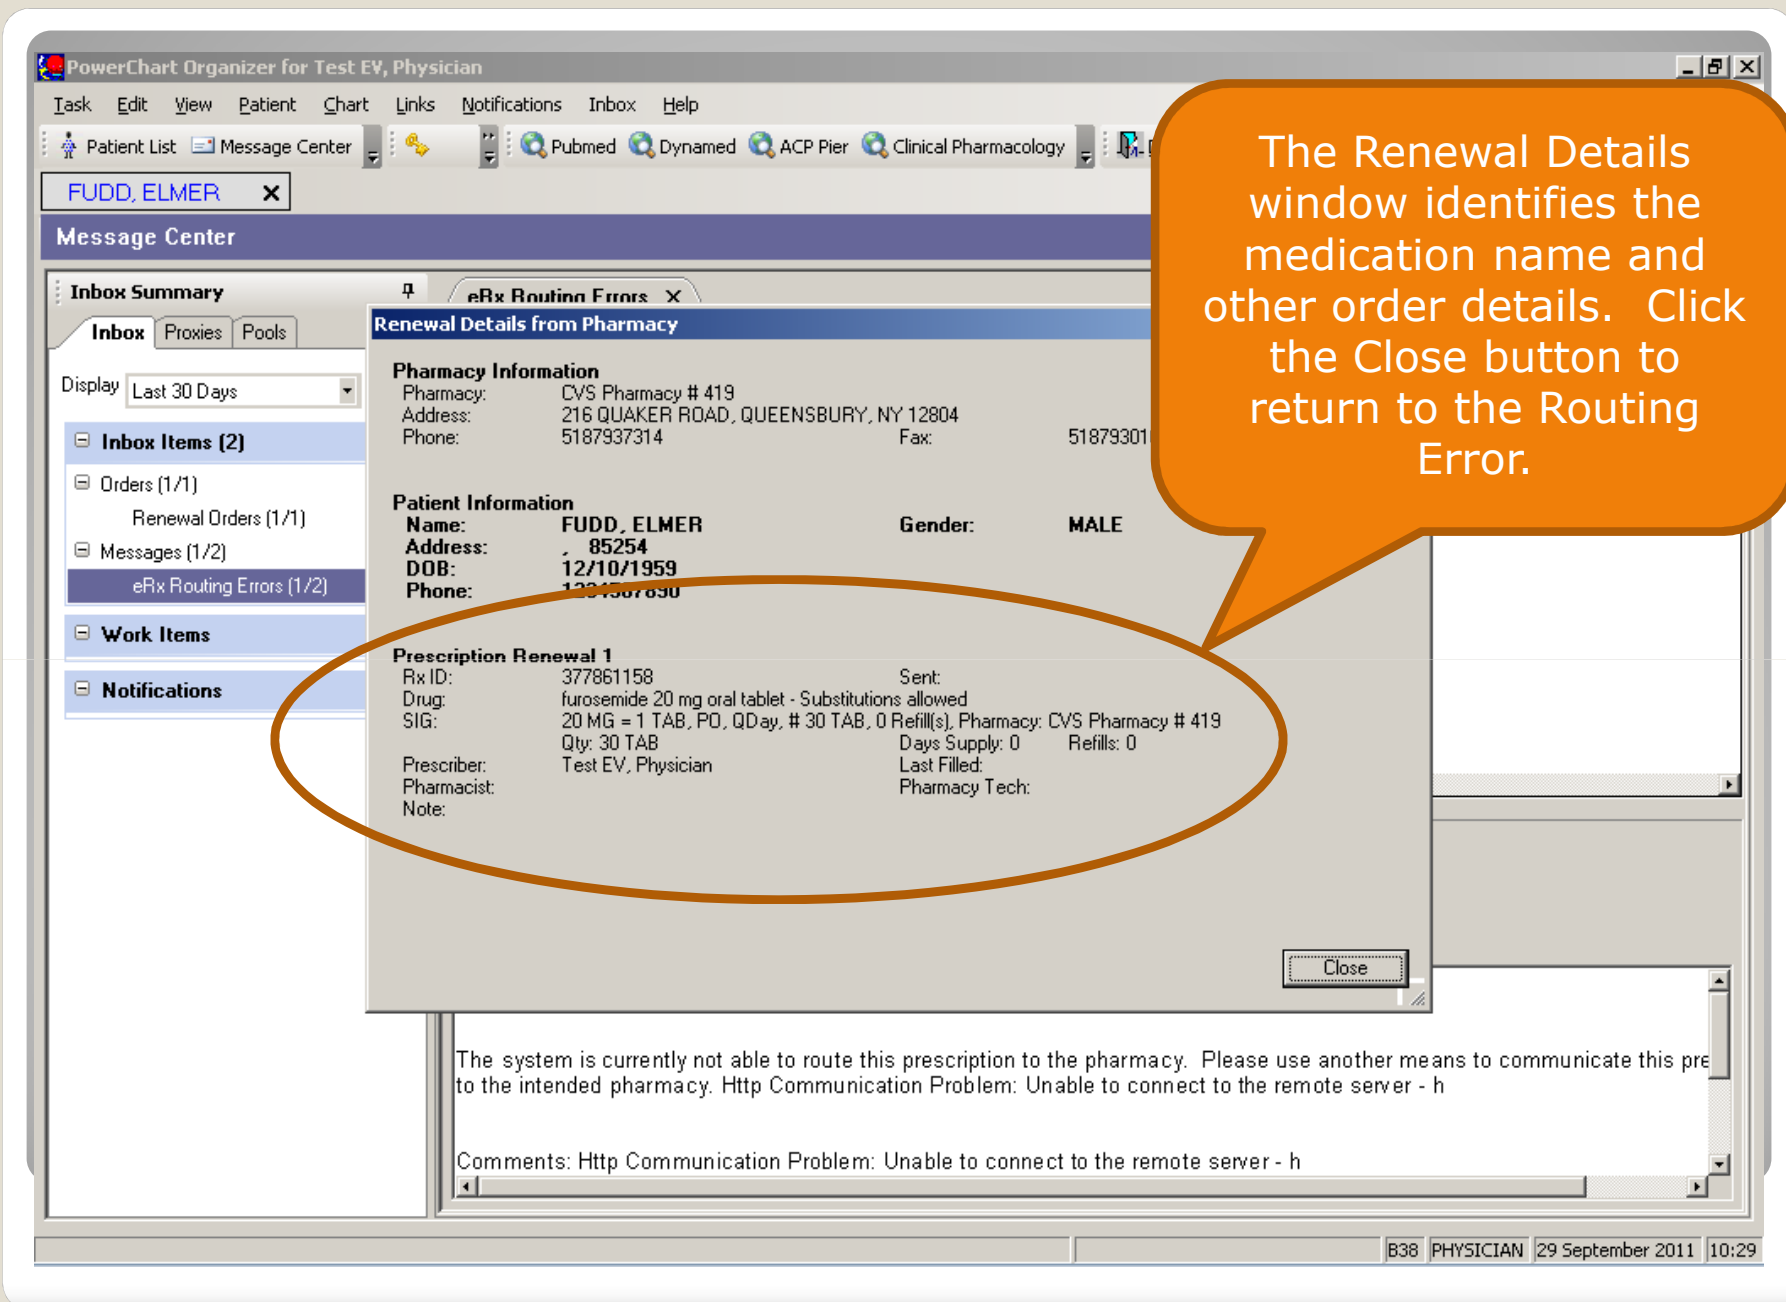 PowerChart Organizer for Test EV, Physician
Task Edit View Patient Chart Links Notifications Inbox Help
Patient List Message Center Pubmed Dynamed ACP Pier Clinical Pharmacology
FUDD, ELMER X
Message Center
The Renewal Details
window identifies the
medication name and
other order details. Click
the Close button to
return to the Routing
Error.
Inbox Summary
Inbox Proxies Pools
Display Last 30 Days
Inbox Items (2)
Orders (1/1)
Renewal Orders (1/1)
Messages (1/2)
eRx Routing Errors (1/2)
Work Items
Notifications
eRx Routing Errors X
Renewal Details from Pharmacy
Pharmacy Information
Pharmacy: CVS Pharmacy # 419
Address: 216 QUAKER ROAD, QUEENSBURY, NY 12804
Phone: 5187937314 Fax: 51879301
Patient Information
Name: FUDD, ELMER Gender: MALE
Address: , 85254
DOB: 12/10/1959
Phone: 1234567890
Prescription Renewal 1
Rx ID: 377861158 Sent:
Drug: furosemide 20 mg oral tablet - Substitutions allowed
SIG: 20 MG = 1 TAB, PO, QDay, # 30 TAB, 0 Refill(s), Pharmacy: CVS Pharmacy # 419
Qty: 30 TAB Days Supply: 0 Refills: 0
Prescriber: Test EV, Physician Last Filled:
Pharmacist: Pharmacy Tech:
Note:
Close
The system is currently not able to route this prescription to the pharmacy. Please use another means to communicate this pre
to the intended pharmacy. Http Communication Problem: Unable to connect to the remote server - h
Comments: Http Communication Problem: Unable to connect to the remote server - h
B38 PHYSICIAN 29 September 2011 10:29